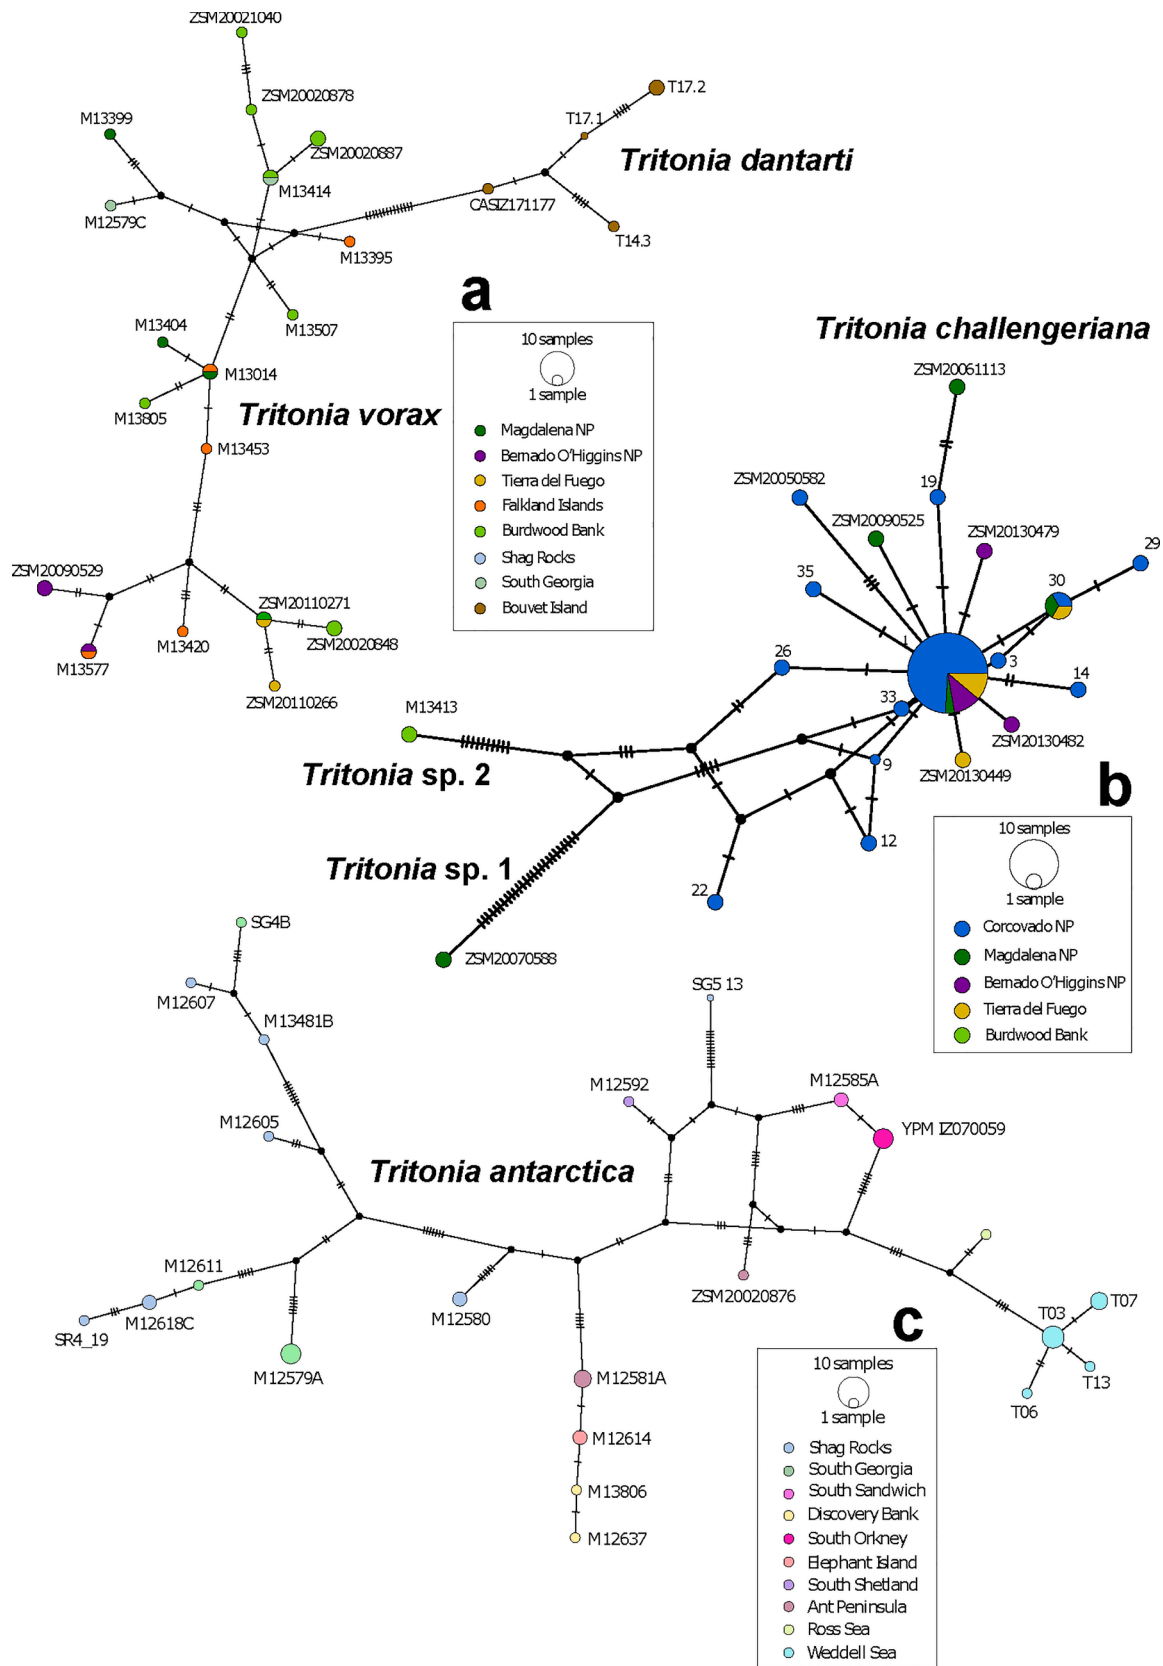 ZSM20021040
ZSM20020878
T17.2
M13399
T17.1
ZSM20020887
Tritonia dantarti
M13414
M12579C
CASIZ171177
T14.3
M13395
a
M13507
M13404
Tritonia challengeriana
10 samples
1 sample
M13014
ZSM20061113
M13805
Tritonia vorax
Magdalena NP
Bernado O'Higgins NP
Tierra del Fuego
Falkland Islands
Burdwood Bank
Shag Rocks
South Georgia
Bouvet Island
M13453
ZSM20050582
19
ZSM20090525
ZSM20130479
29
ZSM20090529
35
30
ZSM20110271
1
M13577
M13420
ZSM20020848
26
3
14
ZSM20110266
33
M13413
ZSM20130482
Tritonia sp. 2
9
ZSM20130449
b
12
10 samples
1 sample
Tritonia sp. 1
22
Corcovado NP
Magdalena NP
Bernado O'Higgins NP
Tierra del Fuego
Burdwood Bank
SG4B
ZSM20070588
SG5 13
M12607
M13481B
M12592
M12585A
M12605
YPM IZ070059
Tritonia antarctica
M12611
ZSM20020876
M12618C
M12580
T03
T07
SR4_19
c
T13
M12579A
M12581A
T06
10 samples
1 sample
M12614
Shag Rocks
South Georgia
South Sandwich
Discovery Bank
South Orkney
Elephant Island
South Shetland
Ant Peninsula
Ross Sea
Weddell Sea
M13806
M12637